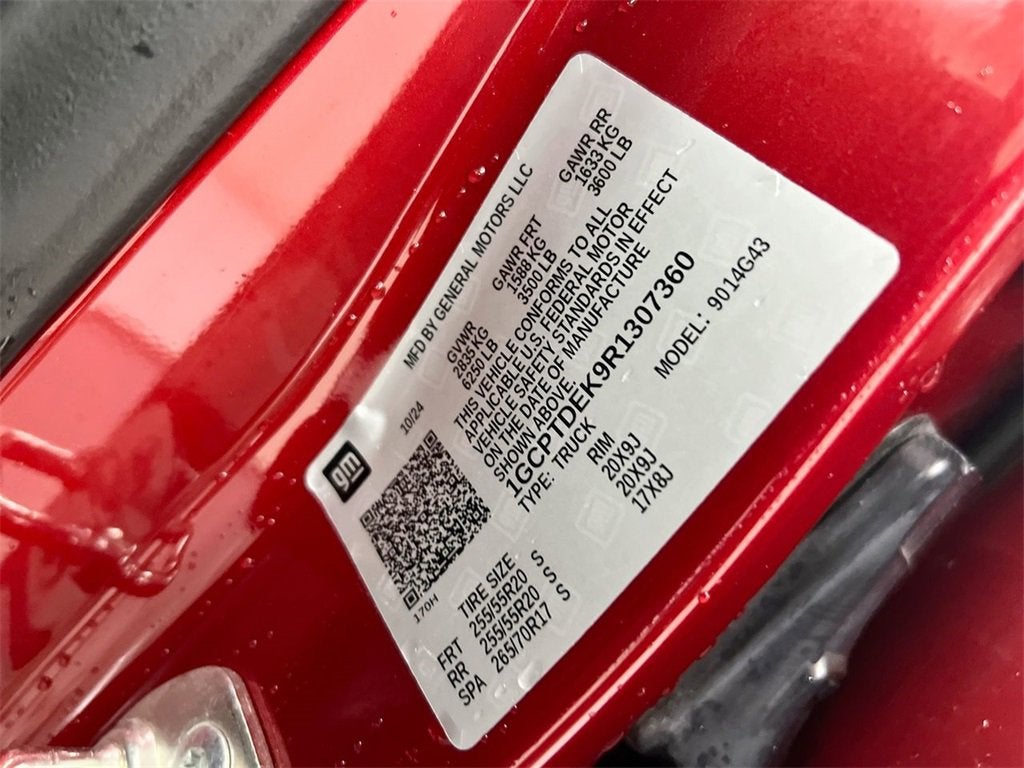 gm
MFD BY GENERAL MOTORS LLC
10/24
GVWR
2835 KG
6250 LB
GAWR FRT
1588 KG
3500 LB
GAWR RR
1633 KG
3600 LB
THIS VEHICLE CONFORMS TO ALL
APPLICABLE U.S. FEDERAL MOTOR
VEHICLE SAFETY STANDARDS IN EFFECT
ON THE DATE OF MANUFACTURE
SHOWN ABOVE.
1GCPTDEK9R1307360
TYPE: TRUCK
MODEL: 9014G43
170H
TIRE SIZE
RIM
FRT 255/55R20 S 20X9J
RR 255/55R20 S 20X9J
SPA 265/70R17 S 17X8J